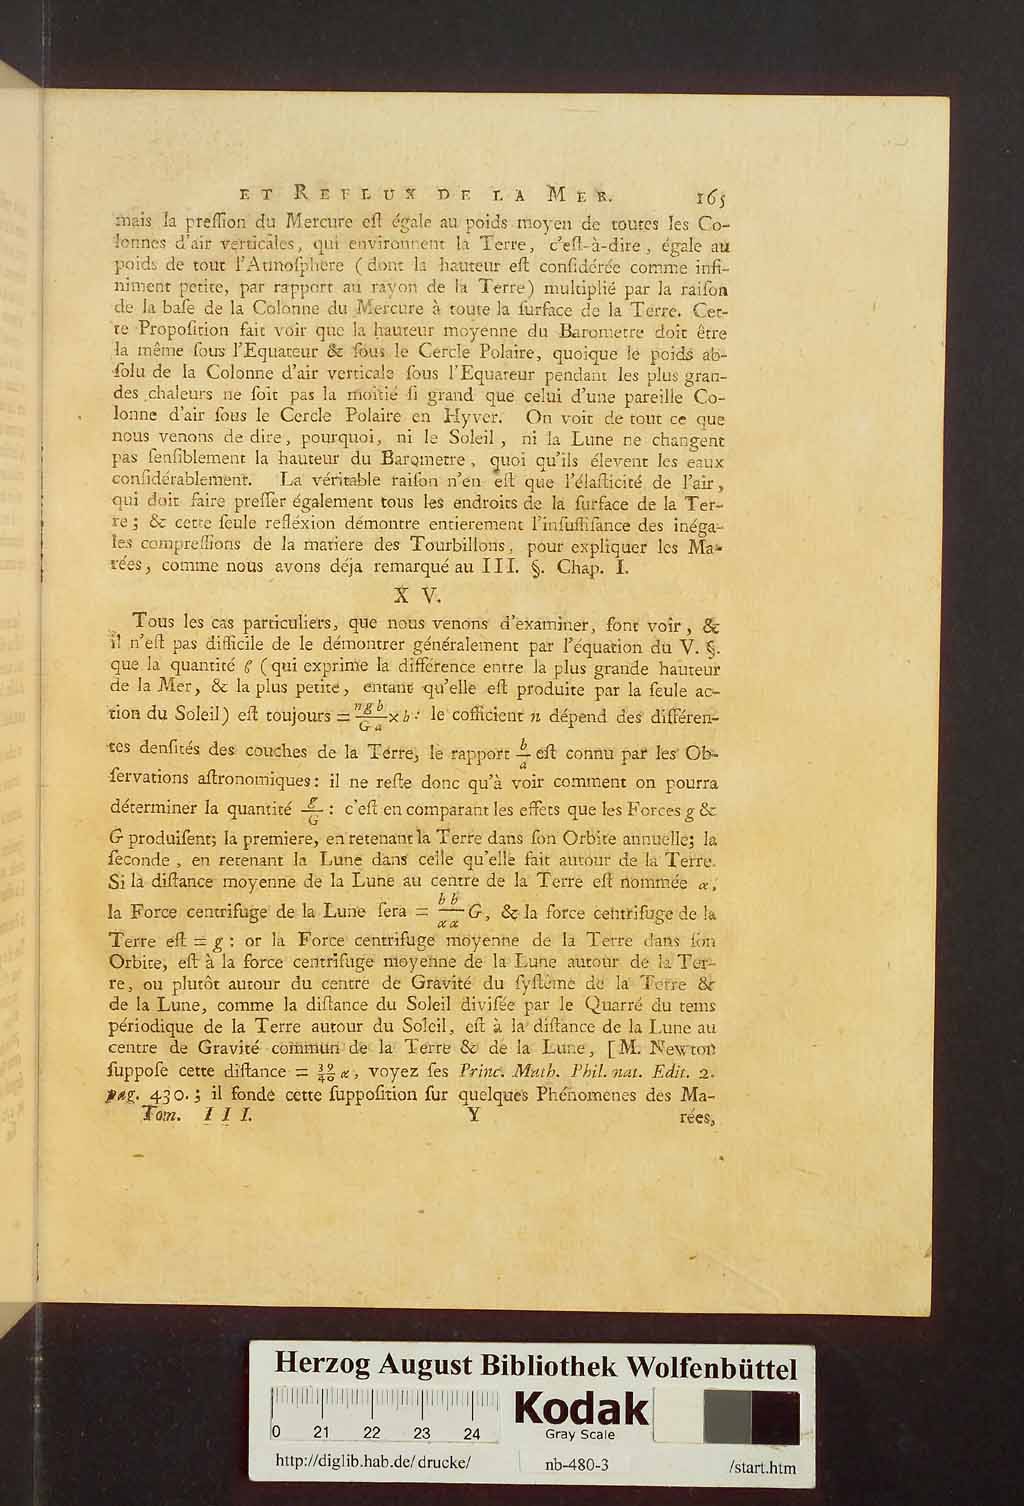 ET REFLUX DE LA MER. 165
mais la preſſion du Mercure eſt égale au poids moyen de toutes les Co-
lonnes d'air verticales, qui environnent la Terre, c'eſt-à-dire, égale au
poids de tout l'Atmoſphere (dont la hauteur eſt conſidérée comme infi-
niment petite, par rapport au rayon de la Terre) multiplié par la raiſon
de la baſe de la Colonne du Mercure à toute la ſurface de la Terre. Cet-
te Propoſition fait voir que la hauteur moyenne du Barometre doit être
la même ſous l'Equateur & ſous le Cercle Polaire, quoique le poids ab-
ſolu de la Colonne d'air verticale ſous l'Equateur pendant les plus gran-
des chaleurs ne ſoit pas la moitié ſi grand que celui d'une pareille Co-
lonne d'air ſous le Cercle Polaire en Hyver. On voit de tout ce que
nous venons de dire, pourquoi, ni le Soleil, ni la Lune ne changent
pas ſenſiblement la hauteur du Barometre, quoi qu'ils élevent les eaux
conſidérablement. La véritable raiſon n'en eſt que l'élaſticité de l'air,
qui doit faire preſſer également tous les endroits de la ſurface de la Ter-
re; & cette ſeule refléxion démontre entierement l'inſuffiſance des inéga-
les compreſſions de la matiere des Tourbillons, pour expliquer les Ma-
rées, comme nous avons déja remarqué au III. §. Chap. I.
X V.
Tous les cas particuliers, que nous venons d'examiner, font voir, &
il n'eſt pas difficile de le démontrer généralement par l'équation du V. §.
que la quantité ϐ (qui exprime la différence entre la plus grande hauteur
de la Mer, & la plus petite, entant qu'elle eſt produite par la ſeule ac-
tion du Soleil) eſt toujours = n g b / G a × b: le cofficient n dépend des différen-
tes denſités des couches de la Terre, le rapport b/a eſt connu par les Ob-
ſervations aſtronomiques: il ne reſte donc qu'à voir comment on pourra
déterminer la quantité g/G : c'eſt en comparant les effets que les Forces g &
G produiſent; la premiere, en retenant la Terre dans ſon Orbite annuelle; la
ſeconde, en retenant la Lune dans celle qu'elle fait autour de la Terre.
Si la diſtance moyenne de la Lune au centre de la Terre eſt nommée α,
la Force centrifuge de la Lune ſera = b b / α α G, & la force centrifuge de la
Terre eſt = g : or la Force centrifuge moyenne de la Terre dans ſon
Orbite, eſt à la force centrifuge moyenne de la Lune autour de la Ter-
re, ou plutôt autour du centre de Gravité du ſyſtême de la Terre &
de la Lune, comme la diſtance du Soleil diviſée par le Quarré du tems
périodique de la Terre autour du Soleil, eſt à la diſtance de la Lune au
centre de Gravité commun de la Terre & de la Lune, [M. Newton
ſuppoſe cette diſtance = 39/40 α, voyez ſes Princ. Math. Phil. nat. Edit. 2.
pag. 430.; il fonde cette ſuppoſition ſur quelques Phénomenes des Ma-
Tom. I I I. Y rées,
Herzog August Bibliothek Wolfenbüttel
0 21 22 23 24
Kodak
Gray Scale
http://diglib.hab.de/drucke/ nb-480-3 /start.htm